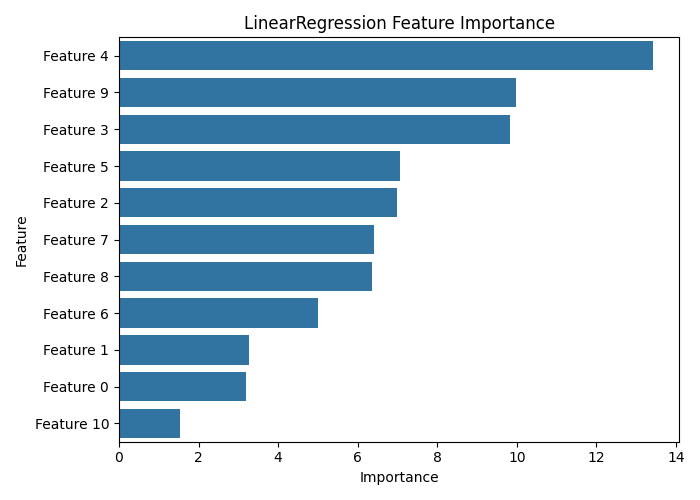 LinearRegression Feature Importance
Feature 4
Feature 9
Feature 3
Feature 5
Feature 2
Feature 7
Feature 8
Feature 6
Feature 1
Feature 0
Feature 10
Feature
0 2 4 6 8 10 12 14
Importance